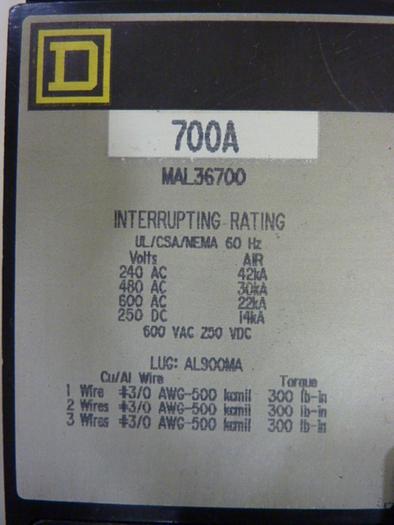 D
700A
MAL36700
INTERRUPTING RATING
UL/CSA/NEMA 60 Hz
Volts AIR
240 AC 42kA
480 AC 30kA
600 AC 22kA
250 DC 14kA
600 VAC 250 VDC
LUG: AL900MA
Cu/Al Wire Torque
1 Wire #3/0 AWG-500 kcmil 300 lb-in
2 Wires #3/0 AWG-500 kcmil 300 lb-in
3 Wires #3/0 AWG-500 kcmil 300 lb-in